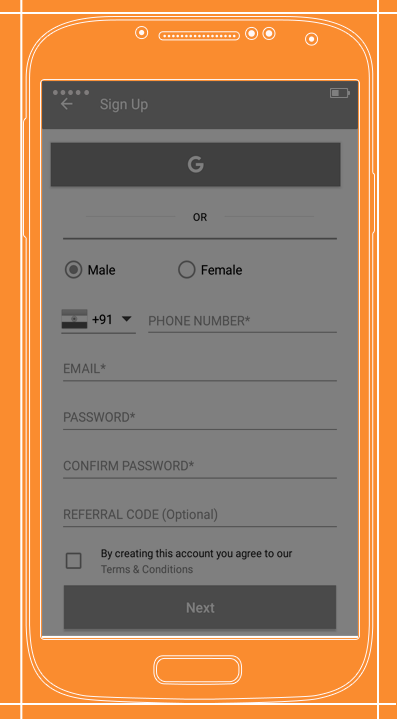 Sign Up
G
OR
Male
Female
+91
PHONE NUMBER*
EMAIL*
PASSWORD*
CONFIRM PASSWORD*
REFERRAL CODE (Optional)
By creating this account you agree to our
Terms & Conditions
Next